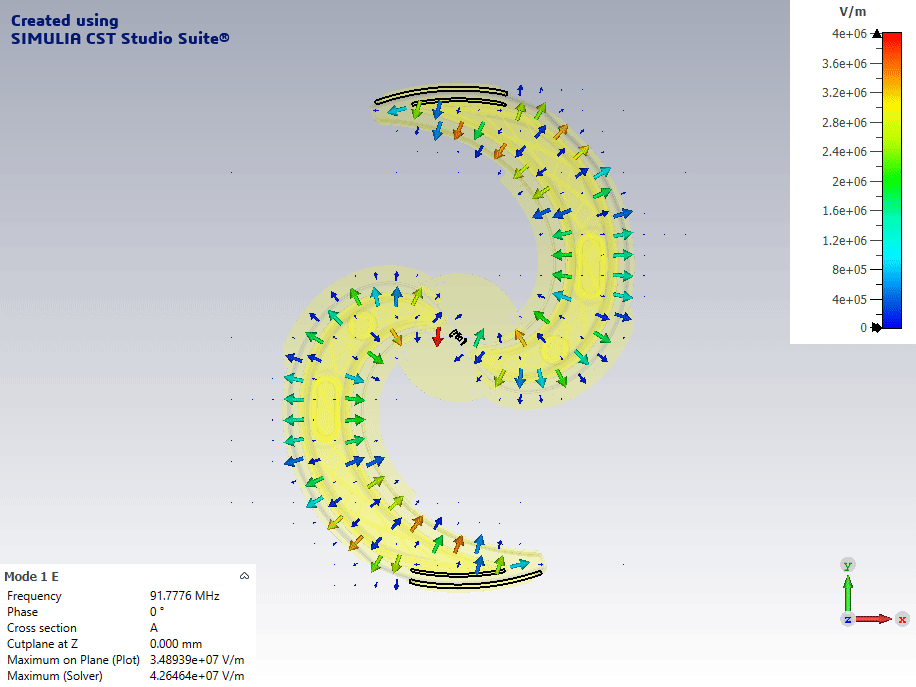 Created using
SIMULIA CST Studio Suite®
V/m
4e+06
3.6e+06
3.2e+06
2.8e+06
2.4e+06
2e+06
1.6e+06
1.2e+06
8e+05
4e+05
0
Mode 1 E
Frequency 91.7776 MHz
Phase 0 °
Cross section A
Cutplane at Z 0.000 mm
Maximum on Plane (Plot) 3.48939e+07 V/m
Maximum (Solver) 4.26464e+07 V/m
y
z x